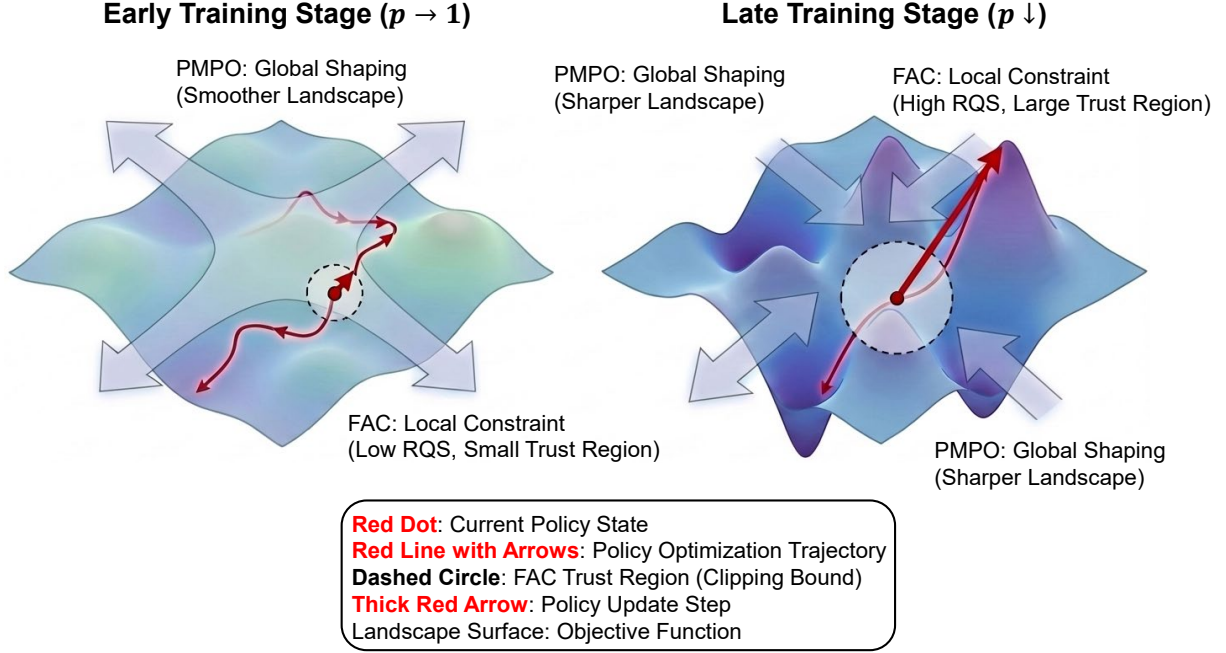 Early Training Stage (p → 1)
PMPO: Global Shaping
(Smoother Landscape)
FAC: Local Constraint
(Low RQS, Small Trust Region)
Late Training Stage (p ↓)
PMPO: Global Shaping
(Sharper Landscape)
FAC: Local Constraint
(High RQS, Large Trust Region)
PMPO: Global Shaping
(Sharper Landscape)
Red Dot: Current Policy State
Red Line with Arrows: Policy Optimization Trajectory
Dashed Circle: FAC Trust Region (Clipping Bound)
Thick Red Arrow: Policy Update Step
Landscape Surface: Objective Function